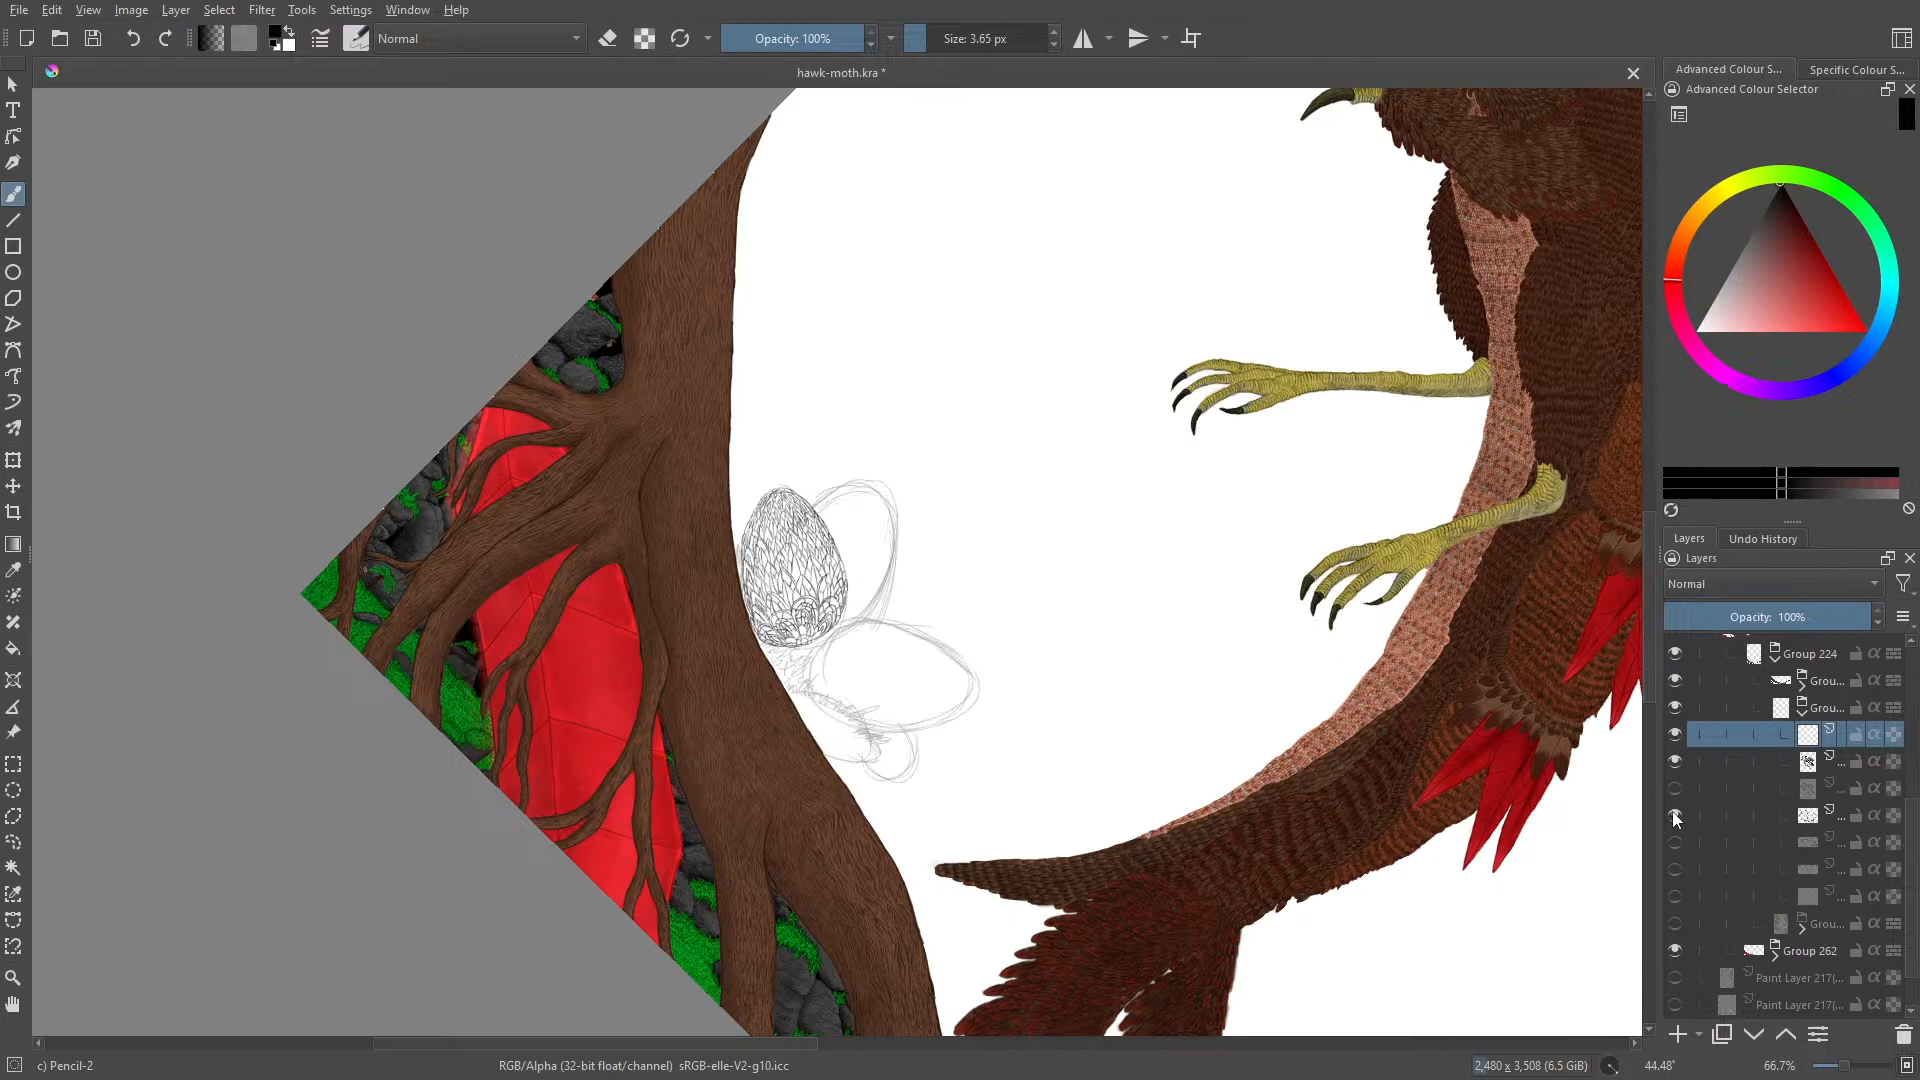 File Edit View Image Layer Filter Tools Settings Window Help
Normal
Opacity: 100%
Size: 3.65 px
hawk-moth.kra *
Advanced Colour S...
Specific Colour S...
Advanced Colour Selector
Layers
Undo History
Layers
Normal
Opacity: 100%
Group 224
Grou...
Grou...
...
...
...
...
...
...
Grou...
Group 262
Paint Layer 217(...
Paint Layer 217(...
c) Pencil-2
RGB/Alpha (32-bit float/channel) sRGB-elle-V2-g10.icc
2,480 x 3,508 (6.5 GiB)
44.48°
66.7%